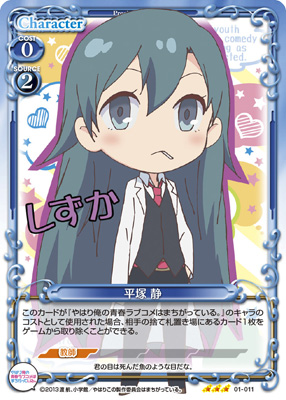 Character
COST
0
SOURCE
2
しずか
平塚 静
このカードが『やはり俺の青春ラブコメはまちがっている。』のキャラの
コストとして使用された場合、相手の捨て札置き場にあるカード1枚を
ゲームから取り除くことができる。
教師
君の目は死んだ魚のような目だな。
©2013 渡 航、小学館／やはりこの製作委員会はまちがっている。
01-011